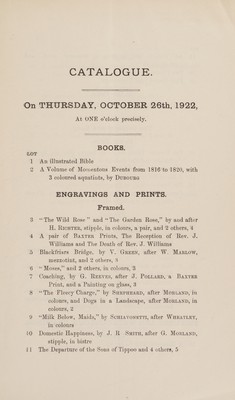 CATALOGUE.
On THURSDAY, OCTOBER 26th, 1922,
At ONE o'clock precisely.
BOOKS.
LOT
1 An illustrated Bible
2 A Volume of Momentous Events from 1816 to 1820, with
3 coloured aquatints, by DUBOURG
ENGRAVINGS AND PRINTS.
Framed.
3 "The Wild Rose" and "The Garden Rose," by and after
H. RICHTER, stipple, in colours, a pair, and 2 others, 4
4 A pair of BAXTER Prints, The Reception of Rev. J.
Williams and The Death of Rev. J. Williams
5 Blackfriars Bridge, by V. GREEN, after W. MARLOW,
mezzotint, and 2 others, 3
6 "Moses," and 2 others, in colours, 3
7 Coaching, by G. REEVES, after J. POLLARD, a BAXTER
Print, and a Painting on glass, 3
8 "The Fleecy Charge," by SHEPHEARD, after MORLAND, in
colours, and Dogs in a Landscape, after MORLAND, in
colours, 2
9 "Milk Below, Maids," by SCHIAVONETTI, after WHEATLEY,
in colours
10 Domestic Happiness, by J. R. SMITH, after G. MORLAND,
stipple, in bistre
11 The Departure of the Sons of Tippoo and 4 others, 5